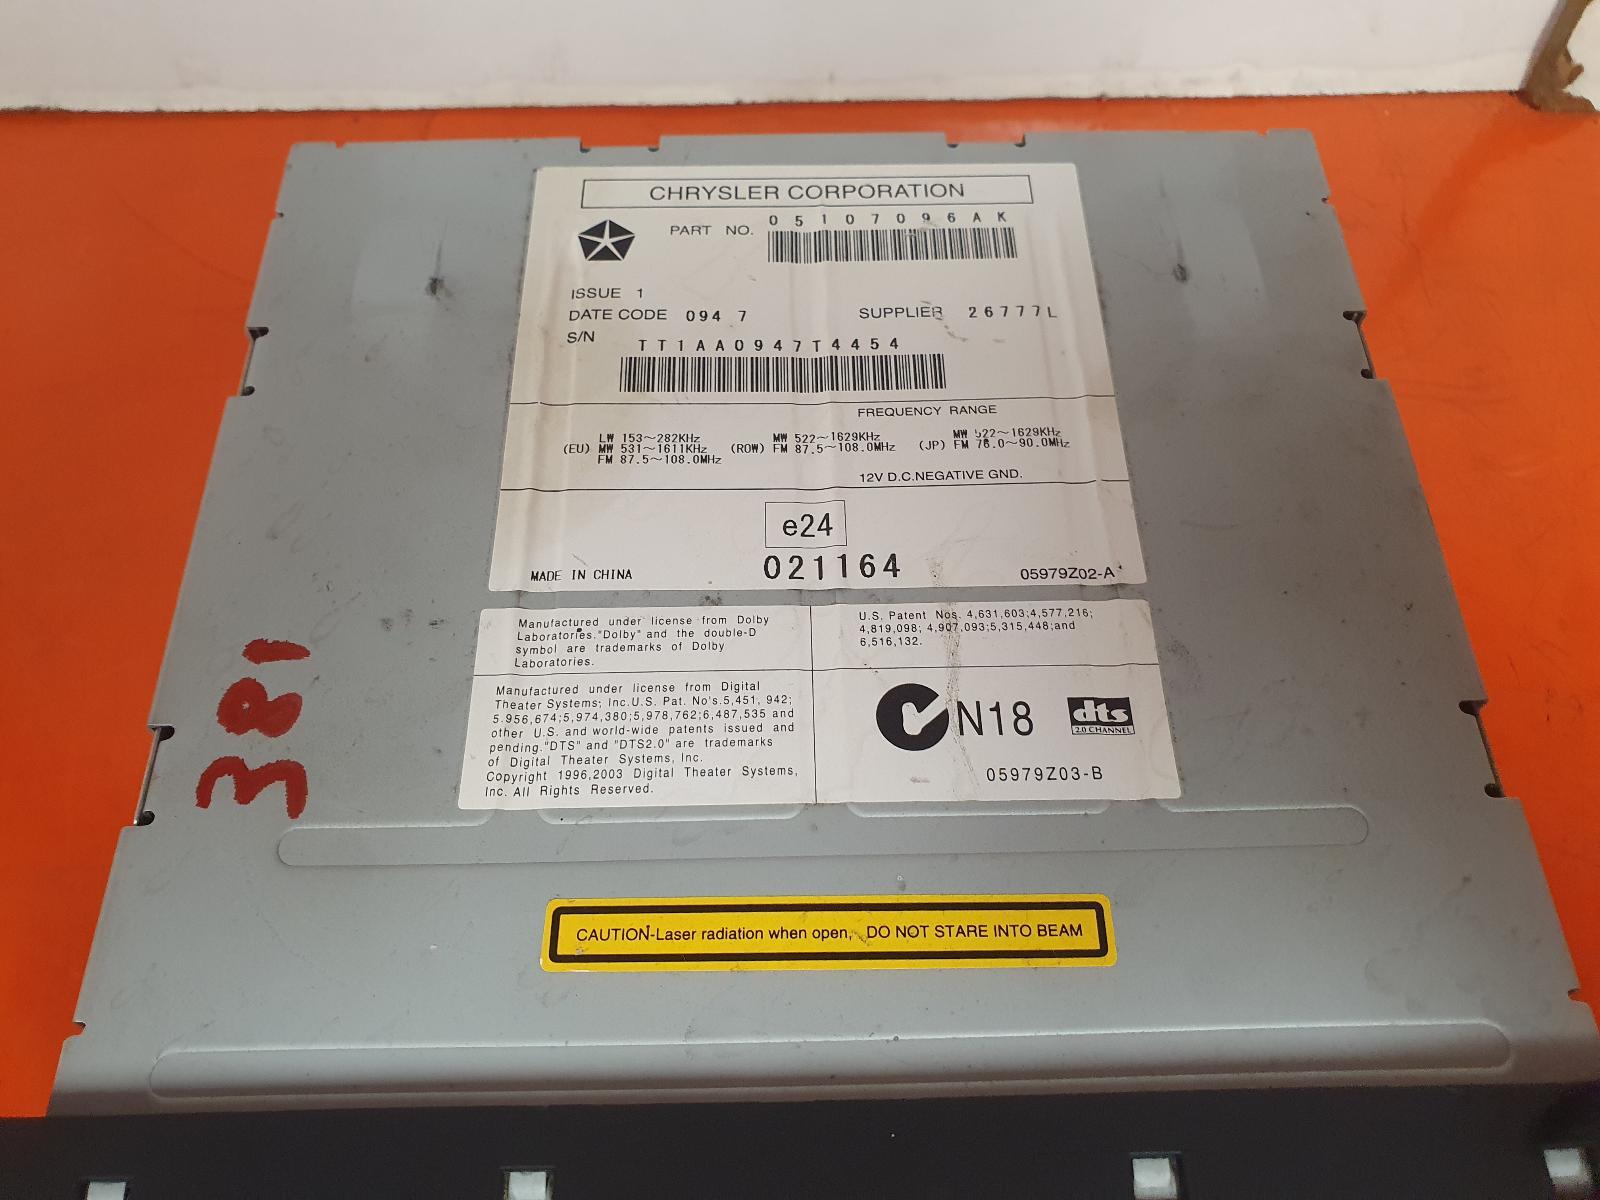 CHRYSLER CORPORATION
PART NO. 05107096AK
ISSUE 1
DATE CODE 094 7 SUPPLIER 26777L
S/N TT1AA0947T4454
FREQUENCY RANGE
(EU) LW 153~282KHz
MW 531~1611KHz
FM 87.5~108.0MHz
(ROW) MW 522~1629KHz
FM 87.5~108.0MHz
(JP) MW 522~1629KHz
FM 76.0~90.0MHz
12V D.C.NEGATIVE GND.
e24
021164
MADE IN CHINA
05979Z02-A
Manufactured under license from Dolby
Laboratories."Dolby" and the double-D
symbol are trademarks of Dolby
Laboratories.
U.S. Patent Nos. 4,631,603;4,577,216;
4,819,098; 4,907,093;5,315,448;and
6,516,132.
Manufactured under license from Digital
Theater Systems; Inc.U.S. Pat. No's.5,451, 942;
5.956,674;5,974,380;5,978,762;6,487,535 and
other U.S. and world-wide patents issued and
pending."DTS" and "DTS2.0" are trademarks
of Digital Theater Systems, Inc.
Copyright 1996,2003 Digital Theater Systems,
Inc. All Rights Reserved.
N18
dts
2.0 CHANNEL
05979Z03-B
381
CAUTION-Laser radiation when open, DO NOT STARE INTO BEAM